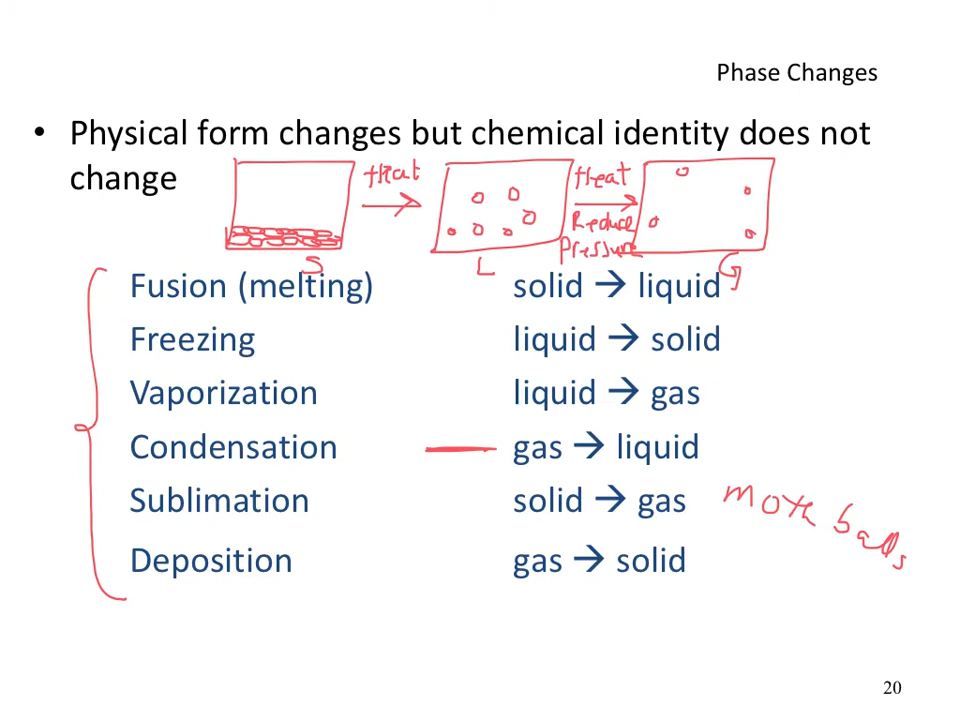 Phase Changes
• Physical form changes but chemical identity does not
change
Heat
Heat
Reduce
Pressure
S
L
G
Fusion (melting) solid → liquid
Freezing liquid → solid
Vaporization liquid → gas
Condensation gas → liquid
Sublimation solid → gas
moth balls
Deposition gas → solid
20